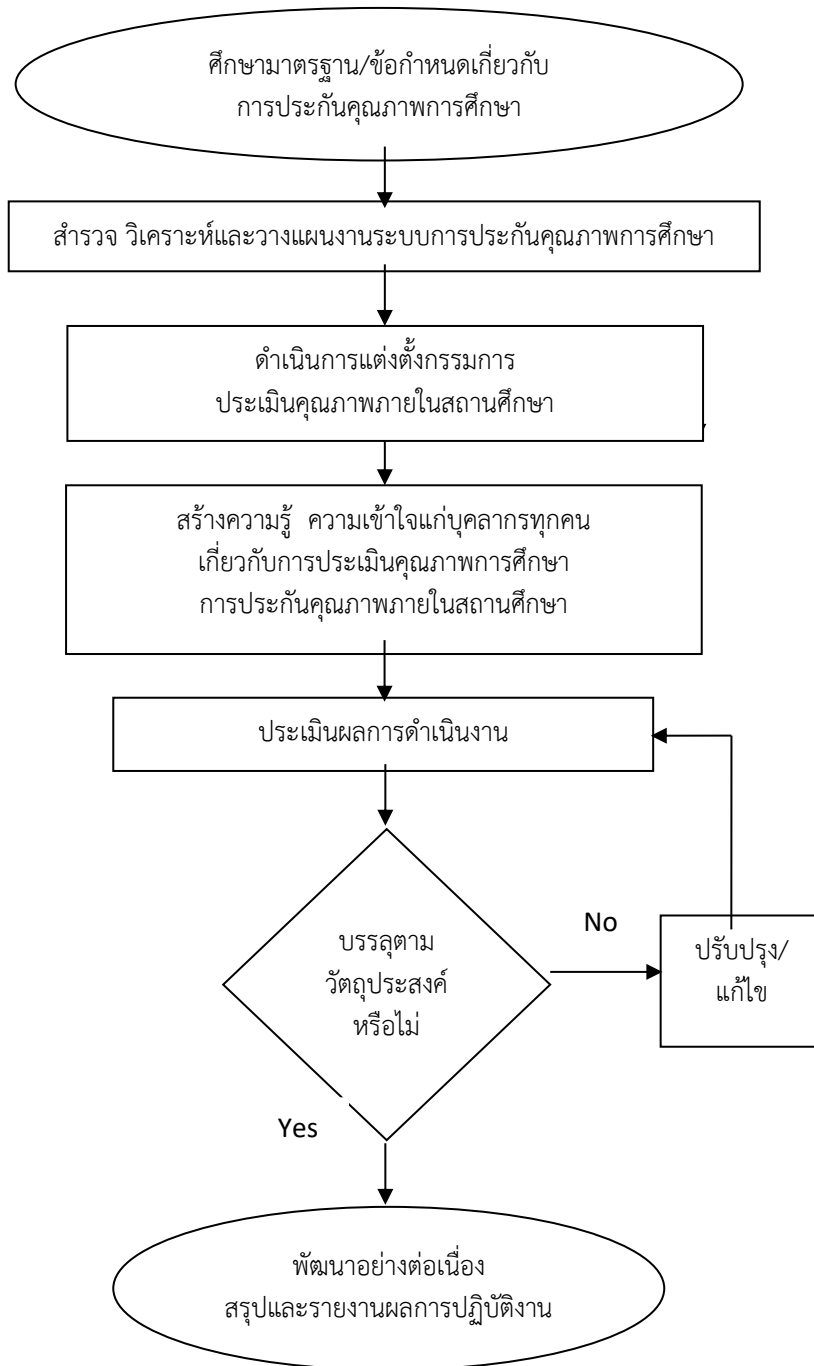 ศึกษามาตรฐาน/ข้อกำหนดเกี่ยวกับ
การประกันคุณภาพการศึกษา
สำรวจ วิเคราะห์และวางแผนงานระบบการประกันคุณภาพการศึกษา
ดำเนินการแต่งตั้งกรรมการ
ประเมินคุณภาพภายในสถานศึกษา
สร้างความรู้  ความเข้าใจแก่บุคลากรทุกคน
เกี่ยวกับการประเมินคุณภาพการศึกษา
การประกันคุณภาพภายในสถานศึกษา
ประเมินผลการดำเนินงาน
บรรลุตาม
วัตถุประสงค์
หรือไม่
No
ปรับปรุง/
แก้ไข
Yes
พัฒนาอย่างต่อเนื่อง
สรุปและรายงานผลการปฏิบัติงาน